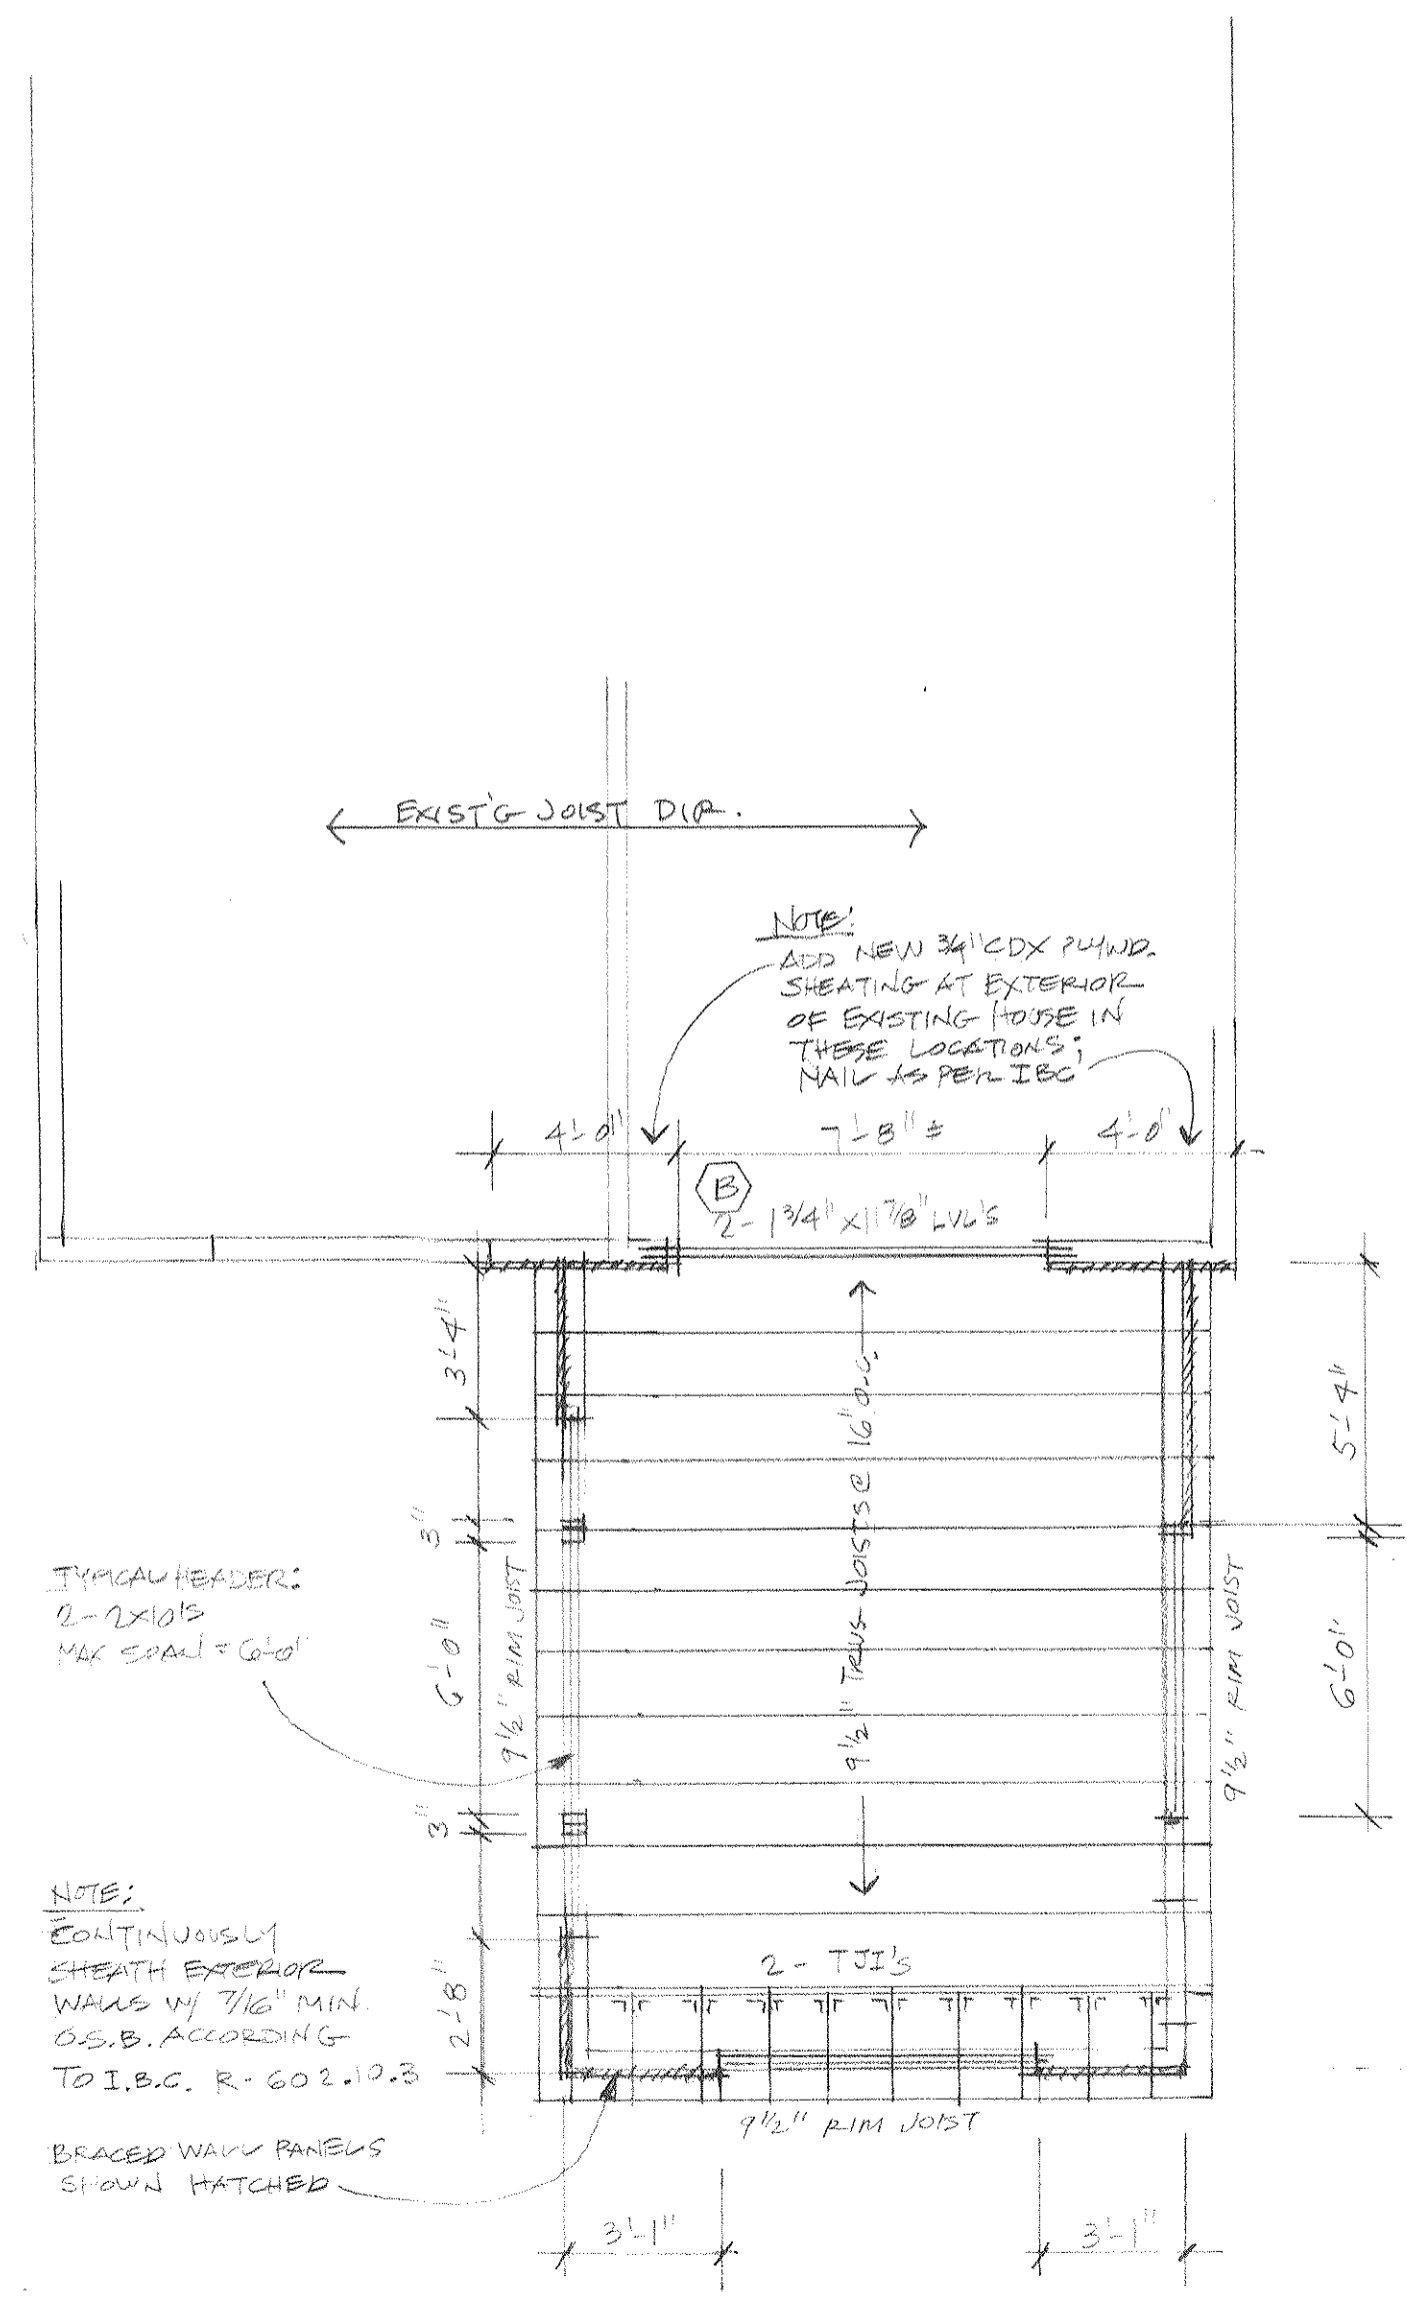 EXIST'G JOIST DIR.
NOTE:
ADD NEW 3/4" CDX PLYWD.
SHEATING AT EXTERIOR
OF EXISTING HOUSE IN
THESE LOCATIONS;
NAIL AS PER IBC
4'-0"
7'-8" ±
4'-0"
B
2- 1 3/4" X 11 7/8" LVL'S
3'-4"
5'-4"
9 1/2" TRUS JOISTS @ 16" O.C.
3"
TYPICAL HEADER:
2-2X10'S
MAX SPAN = 6'-0"
6'-0"
9 1/2" RIM JOIST
9 1/2" RIM JOIST
6'-0"
3"
NOTE:
CONTINUOUSLY
SHEATH EXTERIOR
WALLS W/ 7/16" MIN.
O.S.B. ACCORDING
TO I.B.C. R-602.10.3
2'-8"
2- TJI'S
9 1/2" RIM JOIST
BRACED WALL PANELS
SHOWN HATCHED
3'-1"
3'-1"